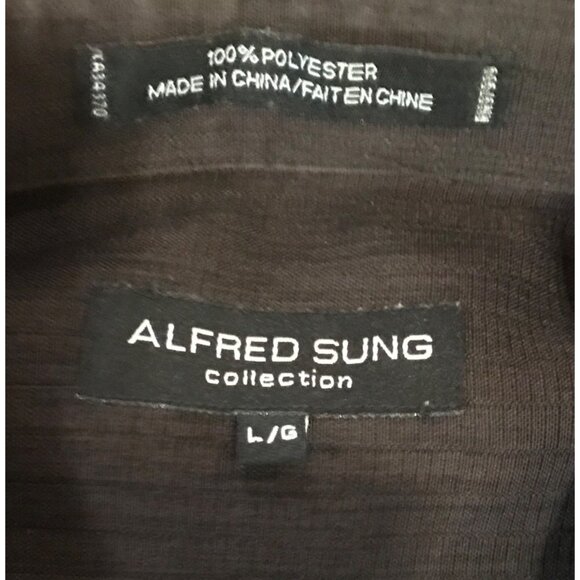 100% POLYESTER
MADE IN CHINA/FAIT EN CHINE
ALFRED SUNG
collection
L/G